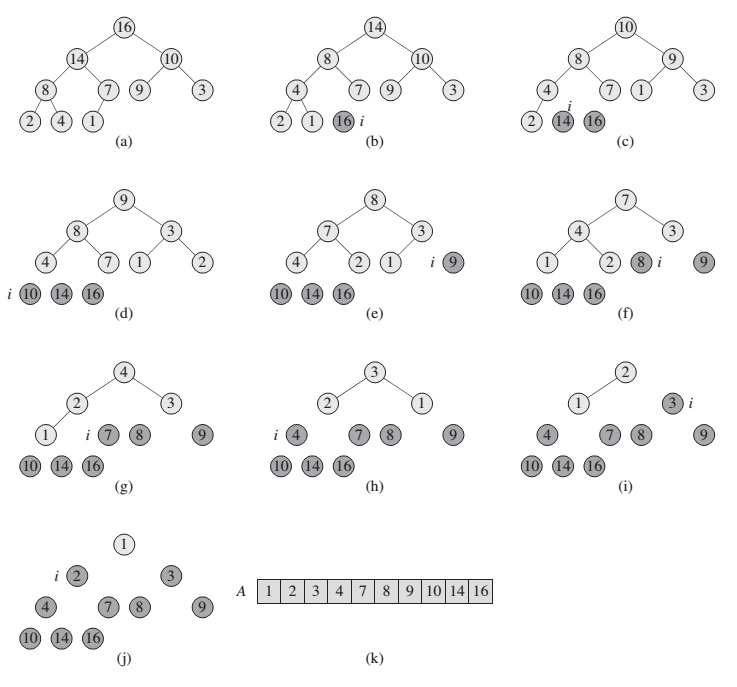 16 14 10
14 10 8 10 8 9
8 7 9 3 4 7 9 3 4 7 1 3
2 4 1 2 1 16 i 2 i 14 16
(a) (b) (c)
9 8 7
8 3 7 3 4 3
4 7 1 2 4 2 1 i 9 1 2 8 i 9
i 10 14 16 10 14 16 10 14 16
(d) (e) (f)
4 3 2
2 3 2 1 1 3 i
1 i 7 8 9 i 4 7 8 9 4 7 8 9
10 14 16 10 14 16 10 14 16
(g) (h) (i)
1
i 2 3
A 1 2 3 4 7 8 9 10 14 16
4 7 8 9
10 14 16
(j) (k)